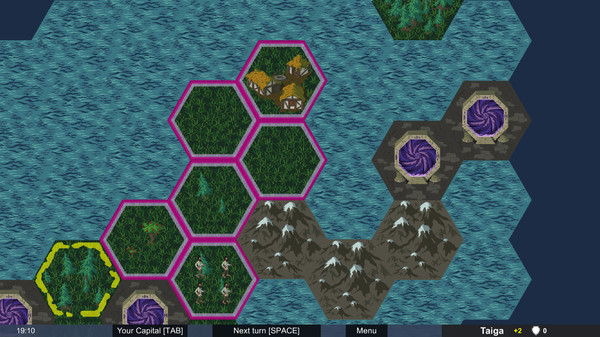 19:10
Your Capital [TAB]
Next turn [SPACE]
Menu
Taiga
+2
0